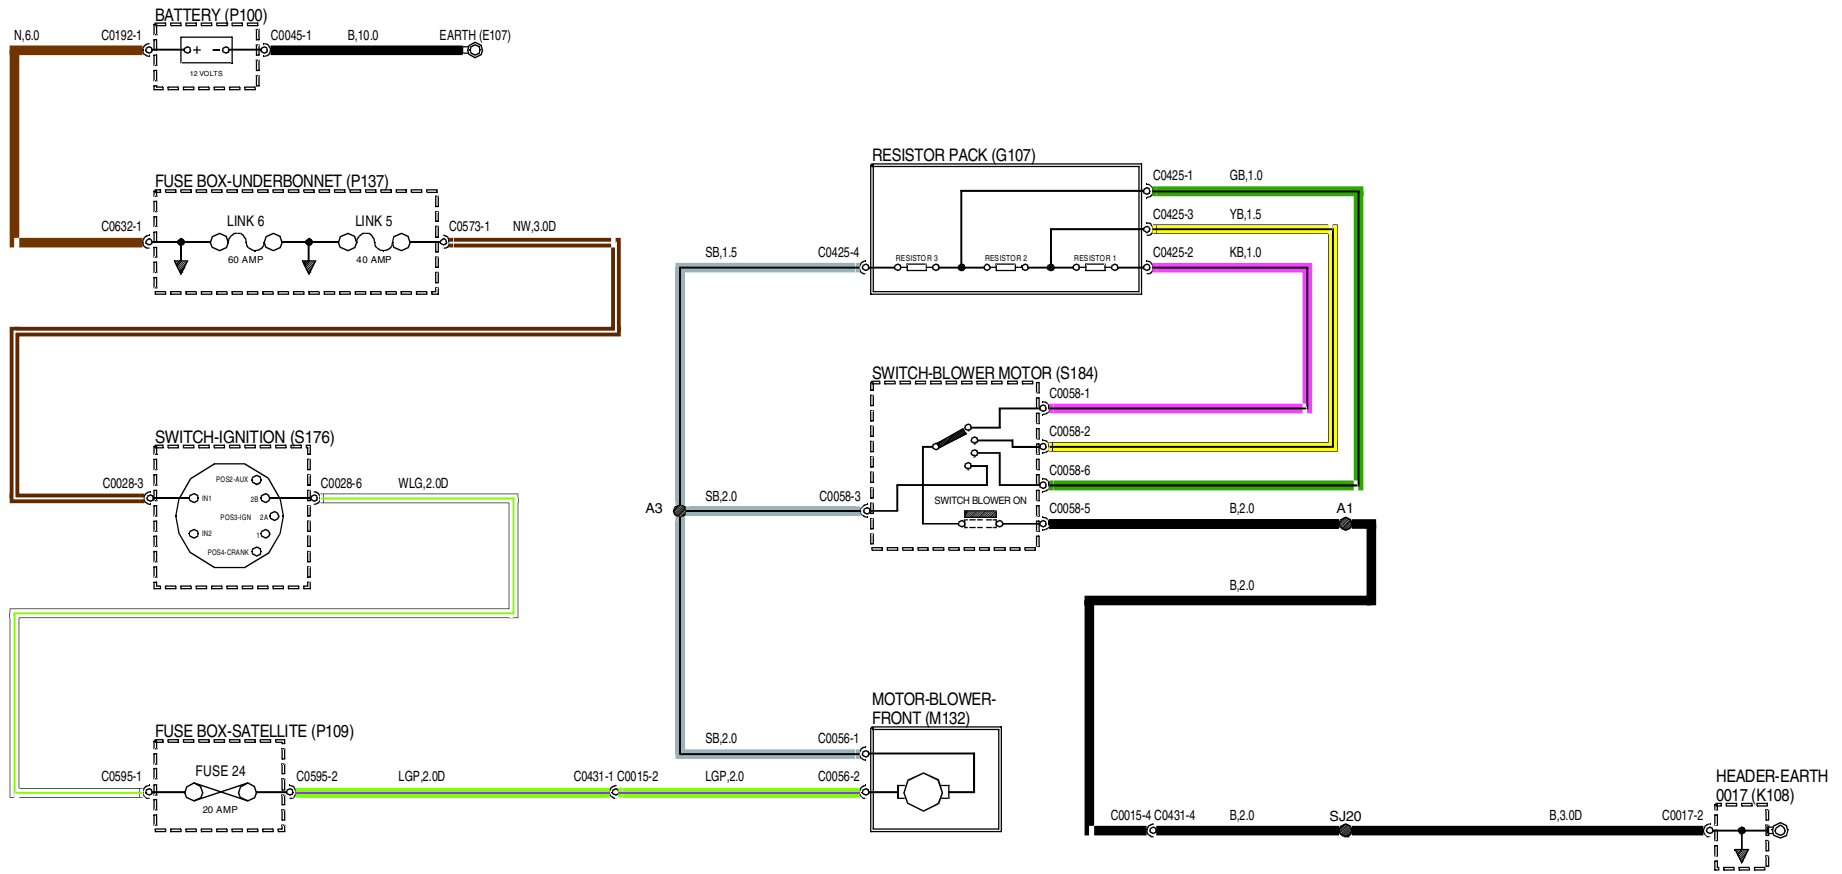 BATTERY (P100)
N,6.0
C0192-1
+ -
12 VOLTS
C0045-1
B,10.0
EARTH (E107)
FUSE BOX-UNDERBONNET (P137)
C0632-1
LINK 6
60 AMP
LINK 5
40 AMP
C0573-1
NW,3.0D
SWITCH-IGNITION (S176)
C0028-3
POS2-AUX
IN1
2B
POS3-IGN
2A
IN2
1
POS4-CRANK
C0028-6
WLG,2.0D
FUSE BOX-SATELLITE (P109)
C0595-1
FUSE 24
20 AMP
C0595-2
LGP,2.0D
C0431-1 C0015-2
LGP,2.0
C0056-2
RESISTOR PACK (G107)
SB,1.5
C0425-4
RESISTOR 3
RESISTOR 2
RESISTOR 1
C0425-1
GB,1.0
C0425-3
YB,1.5
C0425-2
KB,1.0
SWITCH-BLOWER MOTOR (S184)
C0058-1
C0058-2
C0058-6
SWITCH BLOWER ON
C0058-5
B,2.0
A1
A3
SB,2.0
C0058-3
B,2.0
MOTOR-BLOWER-
FRONT (M132)
SB,2.0
C0056-1
HEADER-EARTH
0017 (K108)
C0015-4 C0431-4
B,2.0
SJ20
B,3.0D
C0017-2